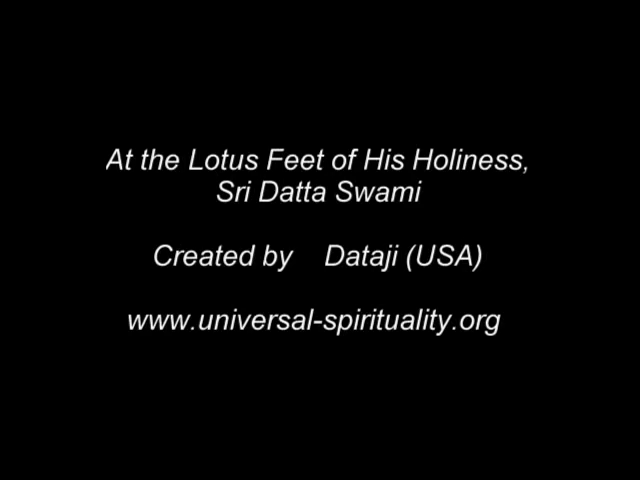 At the Lotus Feet of His Holiness,
Sri Datta Swami
Created by Dataji (USA)
www.universal-spirituality.org